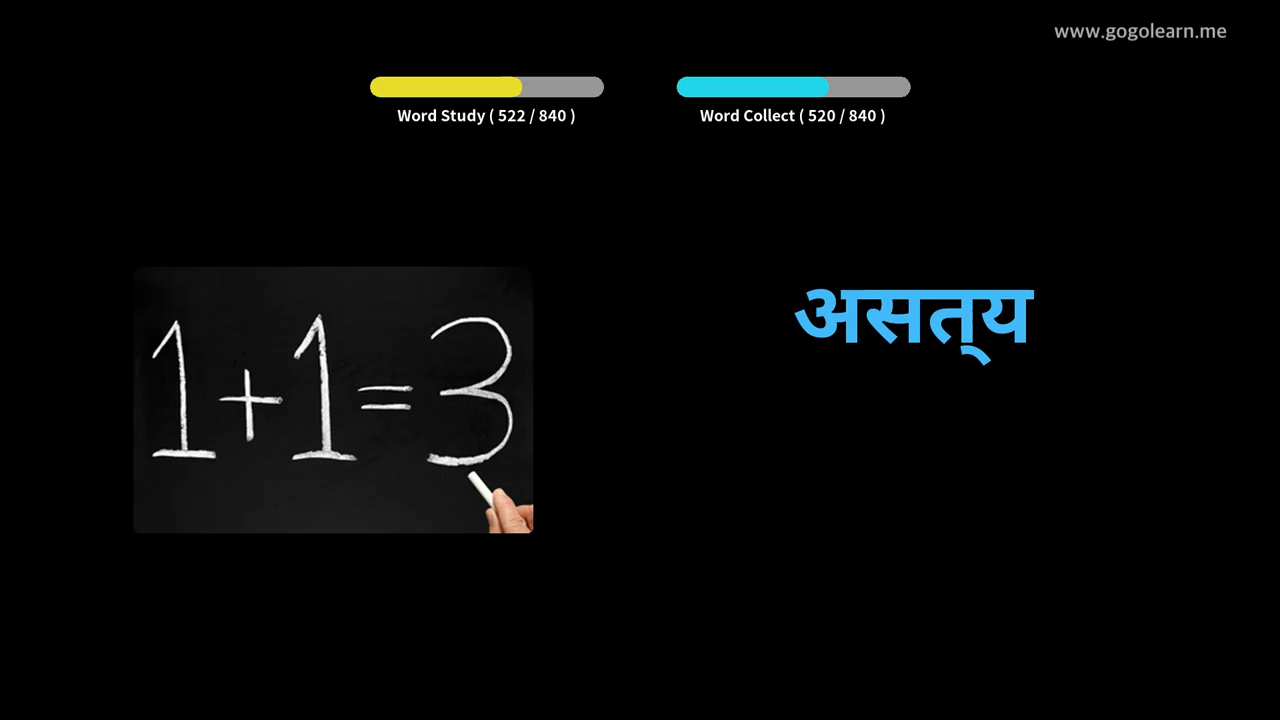 www.gogolearn.me
Word Study ( 522 / 840 )
Word Collect ( 520 / 840 )
1+1=3
असत्‌य